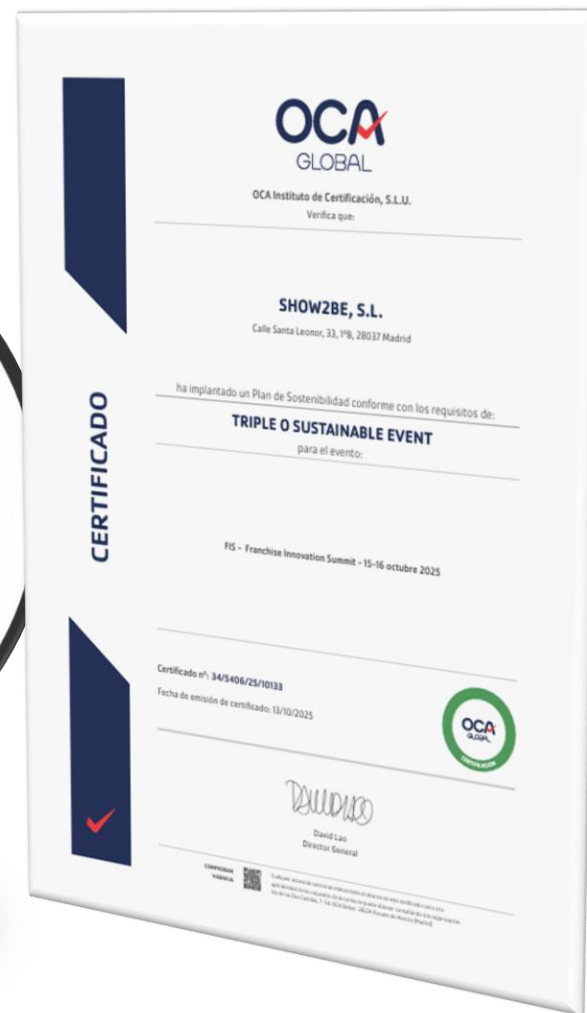 OCA
GLOBAL
OCA Instituto de Certificación, S.L.U.
Verifica que:
SHOW2BE, S.L.
Calle Santa Leonor, 33, 1ºB, 28037 Madrid
ha implantado un Plan de Sostenibilidad conforme con los requisitos de:
TRIPLE O SUSTAINABLE EVENT
para el evento:
CERTIFICADO
FIS – Franchise Innovation Summit – 15-16 octubre 2025
Certificado nº: 34/5406/25/10133
Fecha de emisión de certificado: 13/10/2025
OCA
GLOBAL
CERTIFICACIÓN
David Lao
Director General
COMPROBAR
VIGENCIA